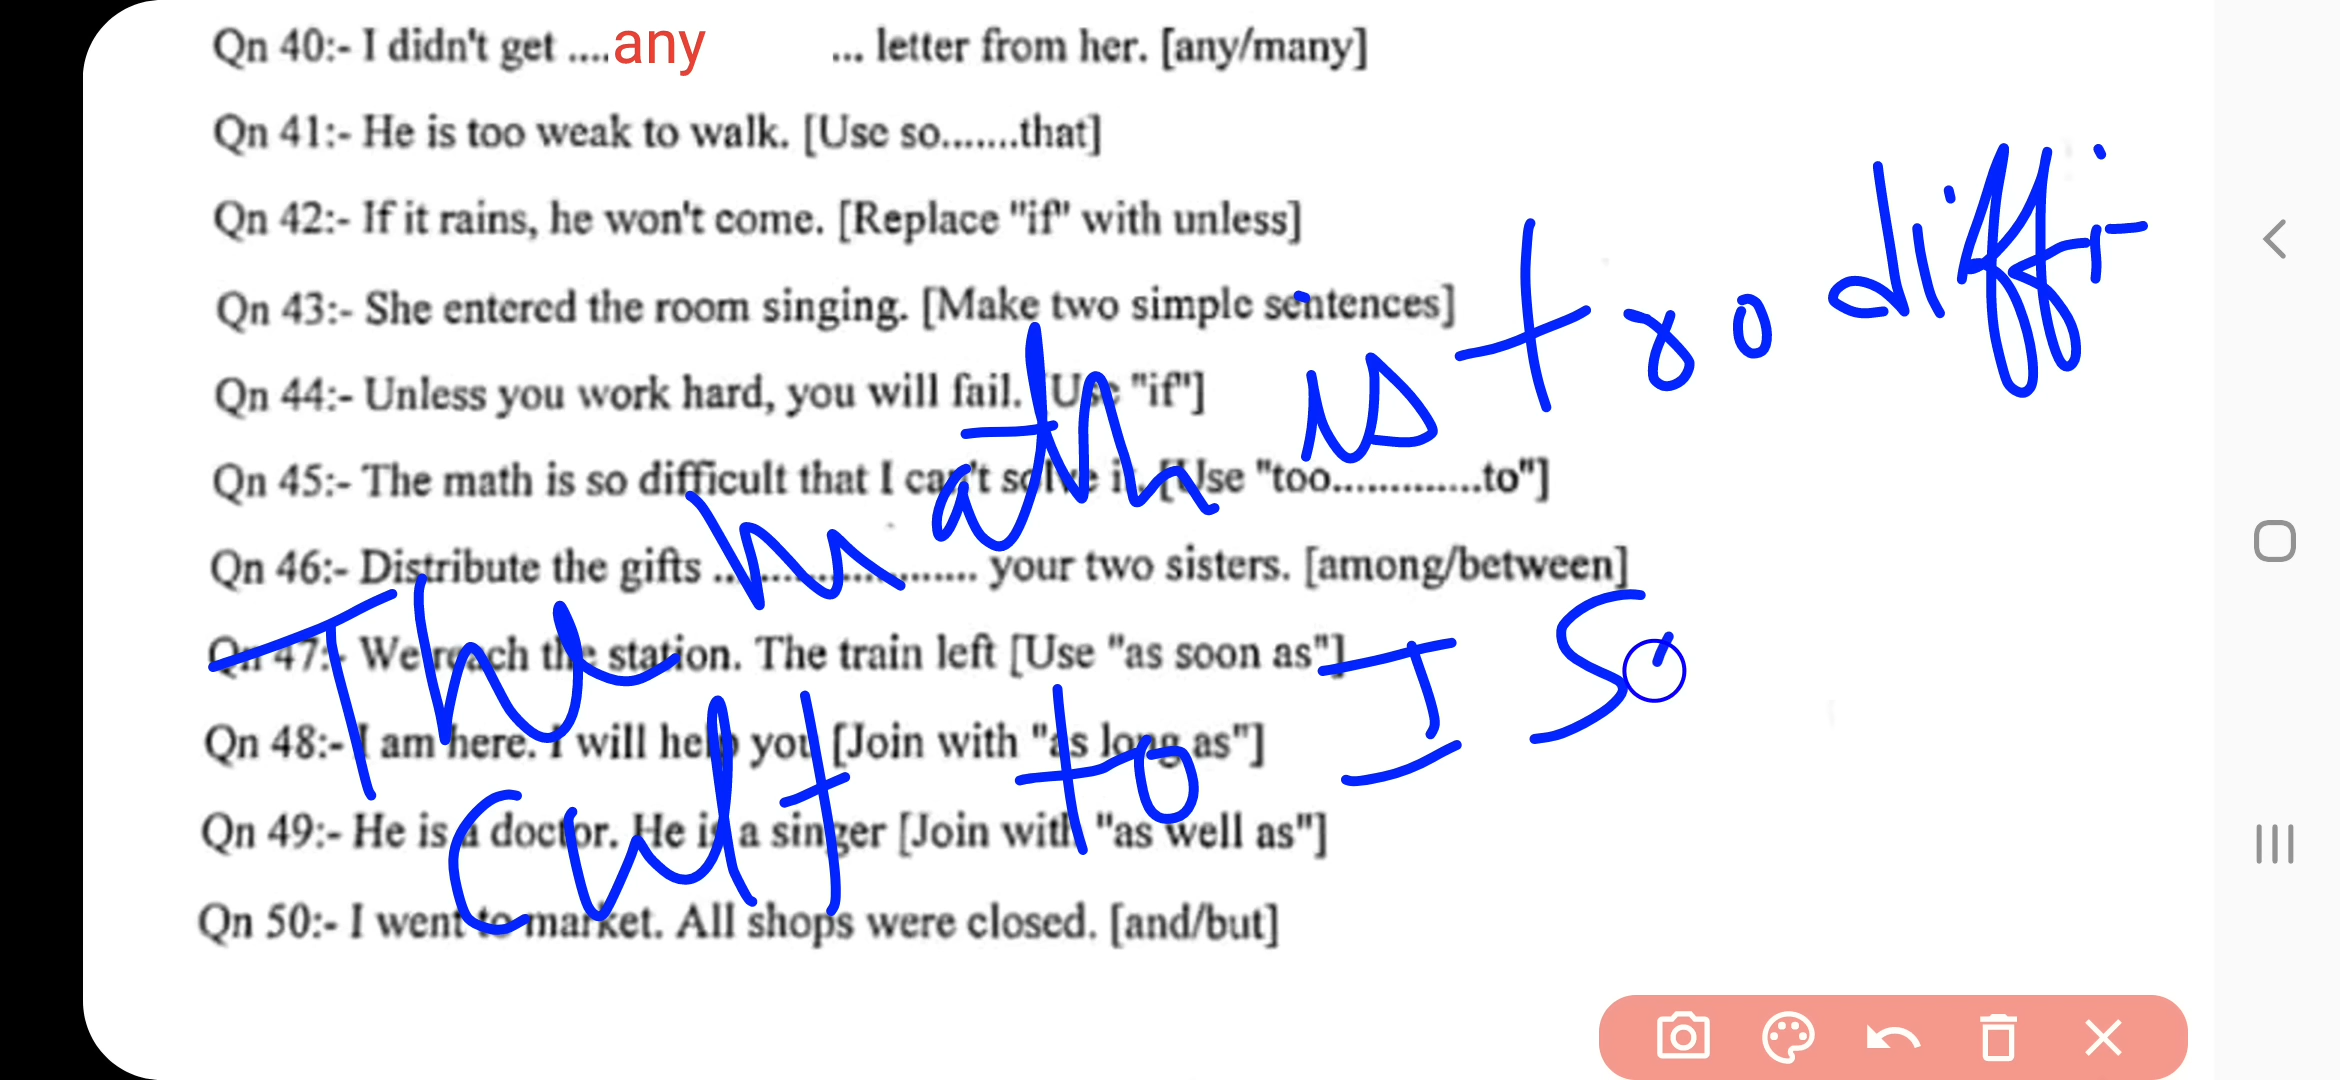 Qn 40:- I didn't get ....any ... letter from her. [any/many]
Qn 41:- He is too weak to walk. [Use so.......that]
Qn 42:- If it rains, he won't come. [Replace "if" with unless]
Qn 43:- She entered the room singing. [Make two simple sentences]
Qn 44:- Unless you work hard, you will fail. [Use "if"]
Qn 45:- The math is so difficult that I can't solve it. [Use "too.............to"]
Qn 46:- Distribute the gifts ........................ your two sisters. [among/between]
Qn 47:- We reach the station. The train left [Use "as soon as"]
Qn 48:- I am here. I will help you [Join with "as long as"]
Qn 49:- He is a doctor. He is a singer [Join with "as well as"]
Qn 50:- I went to market. All shops were closed. [and/but]
The math is too diffi-
cult to I so